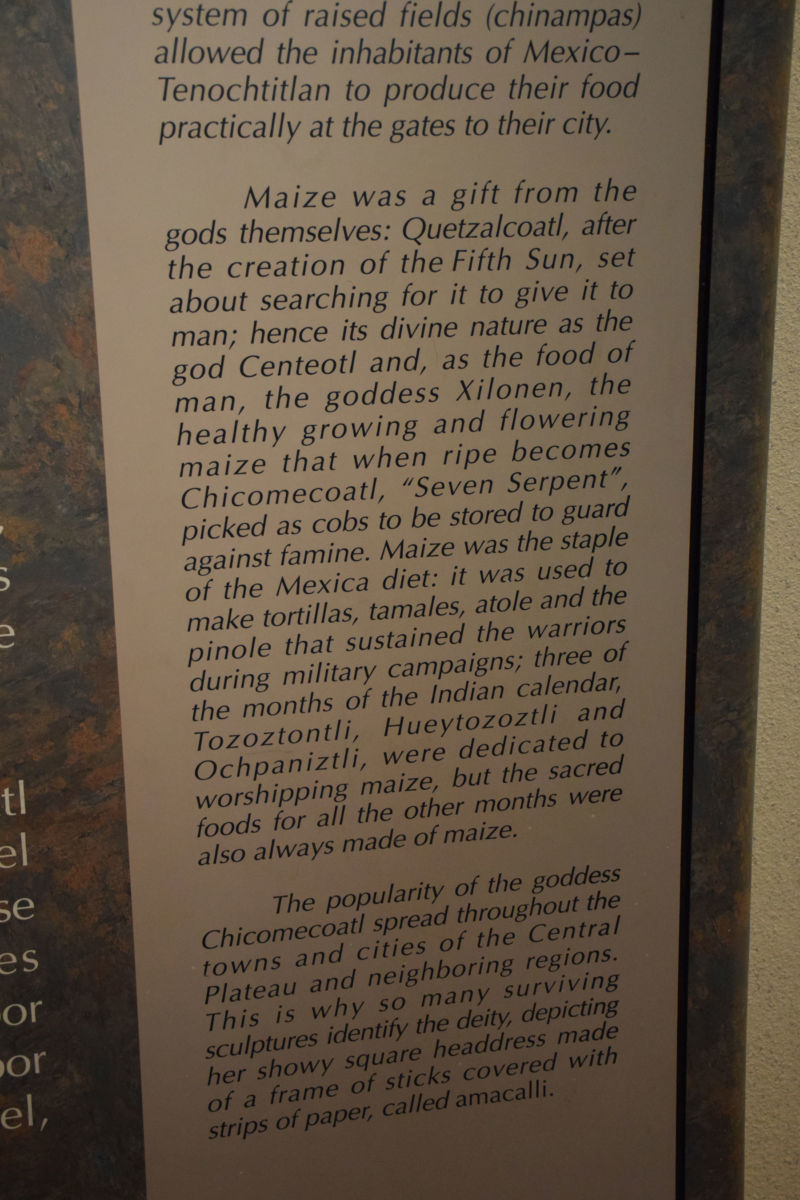 system of raised fields (chinampas)
allowed the inhabitants of Mexico–
Tenochtitlan to produce their food
practically at the gates to their city.
Maize was a gift from the
gods themselves: Quetzalcoatl, after
the creation of the Fifth Sun, set
about searching for it to give it to
man; hence its divine nature as the
god Centeotl and, as the food of
man, the goddess Xilonen, the
healthy growing and flowering
maize that when ripe becomes
Chicomecoatl, "Seven Serpent",
picked as cobs to be stored to guard
against famine. Maize was the staple
of the Mexica diet: it was used to
make tortillas, tamales, atole and the
pinole that sustained the warriors
during military campaigns; three of
the months of the Indian calendar,
Tozoztontli, Hueytozoztli and
Ochpaniztli, were dedicated to
worshipping maize, but the sacred
foods for all the other months were
also always made of maize.
The popularity of the goddess
Chicomecoatl spread throughout the
towns and cities of the Central
Plateau and neighboring regions.
This is why so many surviving
sculptures identify the deity, depicting
her showy square headdress made
of a frame of sticks covered with
strips of paper, called amacalli.